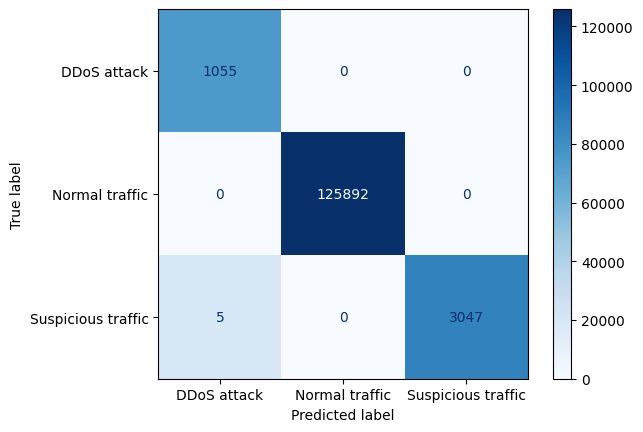 DDoS attack 1055 0 0
Normal traffic 0 125892 0
Suspicious traffic 5 0 3047
DDoS attack Normal traffic Suspicious traffic
Predicted label
True label
120000
100000
80000
60000
40000
20000
0